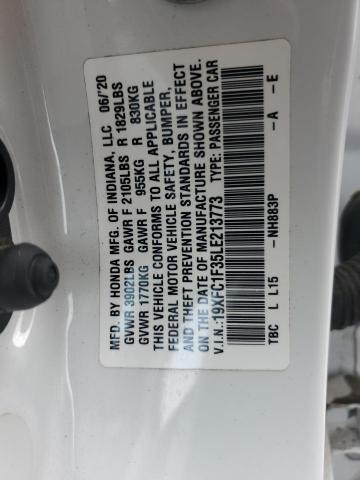 MFD. BY HONDA MFG. OF INDIANA, LLC 06/'20
GVWR 3902LBS GAWR F 2105LBS R 1829LBS
GVWR 1770KG GAWR F 955KG R 830KG
THIS VEHICLE CONFORMS TO ALL APPLICABLE
FEDERAL MOTOR VEHICLE SAFETY, BUMPER,
AND THEFT PREVENTION STANDARDS IN EFFECT
ON THE DATE OF MANUFACTURE SHOWN ABOVE.
V.I.N.:19XFC1F35LE213773 TYPE: PASSENGER CAR
TBC L L15 -NH883P -A -E